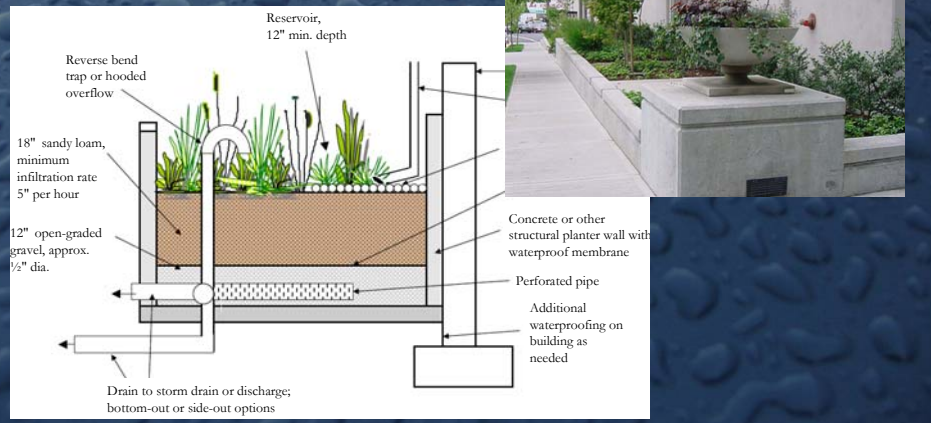 Reservoir,
12" min. depth
Reverse bend
trap or hooded
overflow
18" sandy loam,
minimum
infiltration rate
5" per hour
12" open-graded
gravel, approx.
½" dia.
Concrete or other
structural planter wall with
waterproof membrane
Perforated pipe
Additional
waterproofing on
building as
needed
Drain to storm drain or discharge;
bottom-out or side-out options